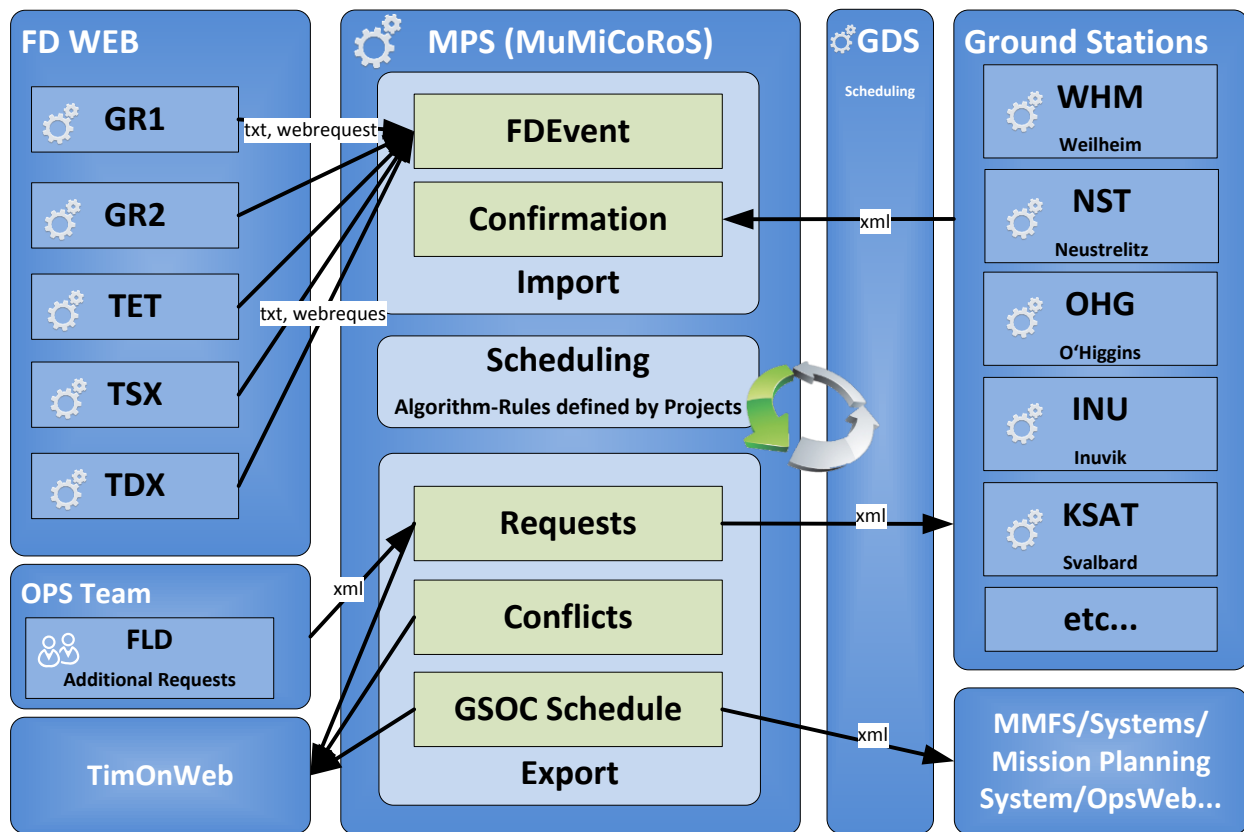 FD WEB
GR1
GR2
TET
TSX
TDX
txt, webrequest
txt, webreques
OPS Team
FLD
Additional Requests
xml
TimOnWeb
MPS (MuMiCoRoS)
FDEvent
Confirmation
Import
Scheduling
Algorithm-Rules defined by Projects
Requests
Conflicts
GSOC Schedule
Export
GDS
Scheduling
xml
xml
xml
Ground Stations
WHM
Weilheim
NST
Neustrelitz
OHG
O‘Higgins
INU
Inuvik
KSAT
Svalbard
etc...
MMFS/Systems/
Mission Planning
System/OpsWeb...